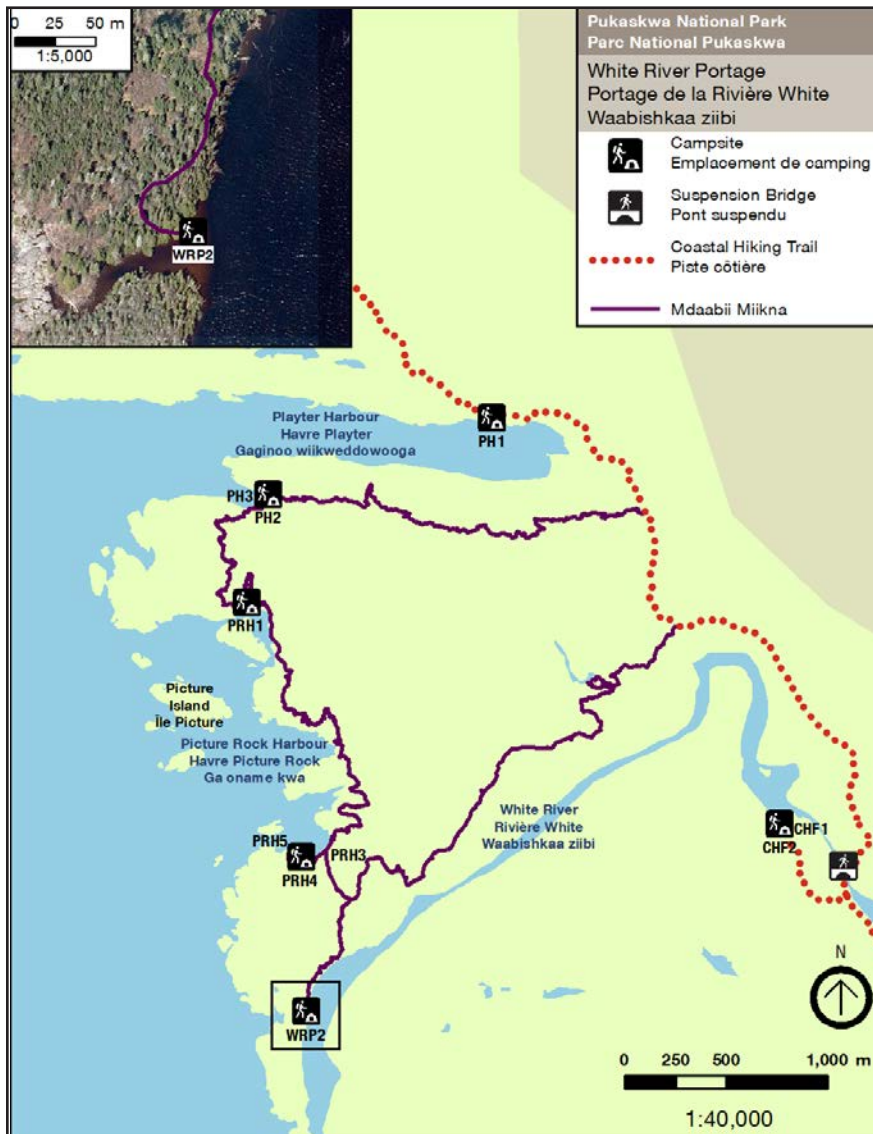 0 25 50 m
1:5,000
WRP2
Pukaskwa National Park
Parc National Pukaskwa
White River Portage
Portage de la Rivière White
Waabishkaa ziibi
Campsite
Emplacement de camping
Suspension Bridge
Pont suspendu
Coastal Hiking Trail
Piste côtière
Mdaabii Miikna
Playter Harbour
Havre Playter
Gaginoo wiikweddowooga
PH1
PH3
PH2
PRH1
Picture
Island
Île Picture
Picture Rock Harbour
Havre Picture Rock
Ga oname kwa
White River
Rivière White
Waabishkaa ziibi
CHF1
CHF2
PRH5
PRH3
PRH4
WRP2
N
0 250 500 1,000 m
1:40,000